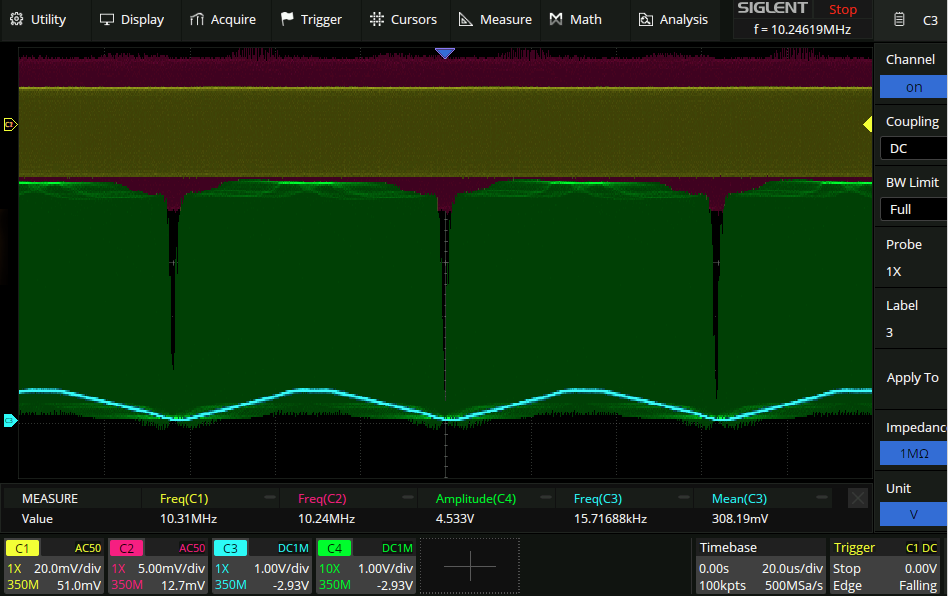 Utility Display Acquire Trigger Cursors Measure Math Analysis SIGLENT Stop
f = 10.24619MHz
C3
Channel
on
Coupling
DC
BW Limit
Full
Probe
1X
Label
3
Apply To
Impedanc
1MΩ
Unit
V
C1
C3
MEASURE Freq(C1) Freq(C2) Amplitude(C4) Freq(C3) Mean(C3)
Value 10.31MHz 10.24MHz 4.533V 15.71688kHz 308.19mV
C1 AC50 C2 AC50 C3 DC1M C4 DC1M Timebase Trigger C1 DC
1X 20.0mV/div 1X 5.00mV/div 1X 1.00V/div 10X 1.00V/div 0.00s 20.0us/div Stop 0.00V
350M 51.0mV 350M 12.7mV 350M -2.93V 350M -2.93V 100kpts 500MSa/s Edge Falling